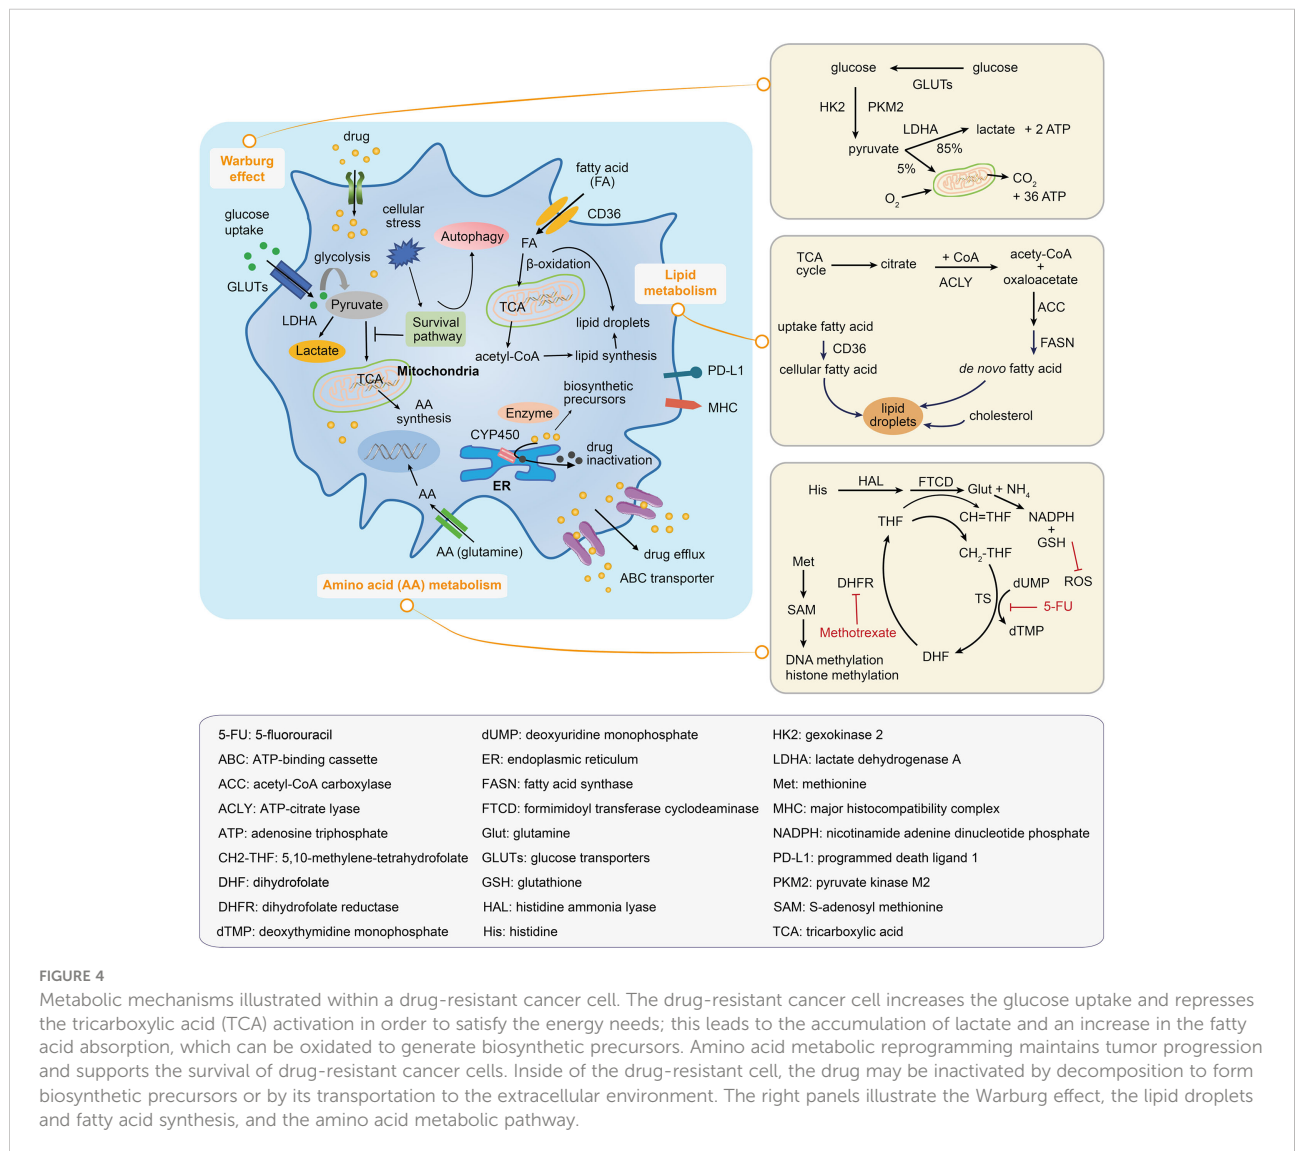 drug
Warburg
effect
fatty acid
(FA)
glucose
uptake
cellular
stress
CD36
Autophagy
FA
glycolysis
β-oxidation
GLUTs
Pyruvate
TCA
LDHA
Survival
pathway
lipid droplets
Lactate
acetyl-CoA
lipid synthesis
Lipid
metabolism
TCA
Mitochondria
PD-L1
biosynthetic
precursors
AA
synthesis
Enzyme
MHC
CYP450
drug
inactivation
ER
AA
AA (glutamine)
drug efflux
ABC transporter
Amino acid (AA) metabolism
glucose
glucose
GLUTs
HK2
PKM2
LDHA
lactate + 2 ATP
pyruvate
85%
5%
CO2
+ 36 ATP
O2
TCA
cycle
citrate
+ CoA
ACLY
acety-CoA
+
oxaloacetate
ACC
uptake fatty acid
CD36
FASN
cellular fatty acid
de novo fatty acid
lipid
droplets
cholesterol
His
HAL
FTCD
Glut + NH4
CH=THF
NADPH
+
GSH
THF
CH2-THF
Met
DHFR
dUMP
ROS
TS
5-FU
SAM
Methotrexate
dTMP
DHF
DNA methylation
histone methylation
5-FU: 5-fluorouracil
ABC: ATP-binding cassette
ACC: acetyl-CoA carboxylase
ACLY: ATP-citrate lyase
ATP: adenosine triphosphate
CH2-THF: 5,10-methylene-tetrahydrofolate
DHF: dihydrofolate
DHFR: dihydrofolate reductase
dTMP: deoxythymidine monophosphate
dUMP: deoxyuridine monophosphate
ER: endoplasmic reticulum
FASN: fatty acid synthase
FTCD: formimidoyl transferase cyclodeaminase
Glut: glutamine
GLUTs: glucose transporters
GSH: glutathione
HAL: histidine ammonia lyase
His: histidine
HK2: gexokinase 2
LDHA: lactate dehydrogenase A
Met: methionine
MHC: major histocompatibility complex
NADPH: nicotinamide adenine dinucleotide phosphate
PD-L1: programmed death ligand 1
PKM2: pyruvate kinase M2
SAM: S-adenosyl methionine
TCA: tricarboxylic acid
FIGURE 4
Metabolic mechanisms illustrated within a drug-resistant cancer cell. The drug-resistant cancer cell increases the glucose uptake and represses
the tricarboxylic acid (TCA) activation in order to satisfy the energy needs; this leads to the accumulation of lactate and an increase in the fatty
acid absorption, which can be oxidated to generate biosynthetic precursors. Amino acid metabolic reprogramming maintains tumor progression
and supports the survival of drug-resistant cancer cells. Inside of the drug-resistant cell, the drug may be inactivated by decomposition to form
biosynthetic precursors or by its transportation to the extracellular environment. The right panels illustrate the Warburg effect, the lipid droplets
and fatty acid synthesis, and the amino acid metabolic pathway.